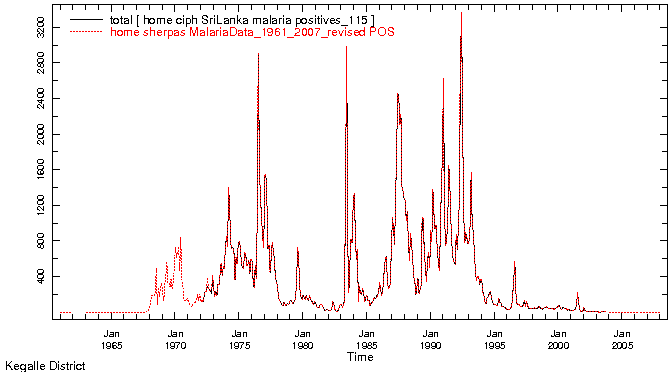 total [ home ciph SriLanka malaria positives_115 ]
home sherpas MalariaData_1961_2007_revised POS
3200
2800
2400
2000
1600
1200
800
400
Jan Jan Jan Jan Jan Jan Jan Jan Jan
1965 1970 1975 1980 1985 1990 1995 2000 2005
Time
Kegalle District